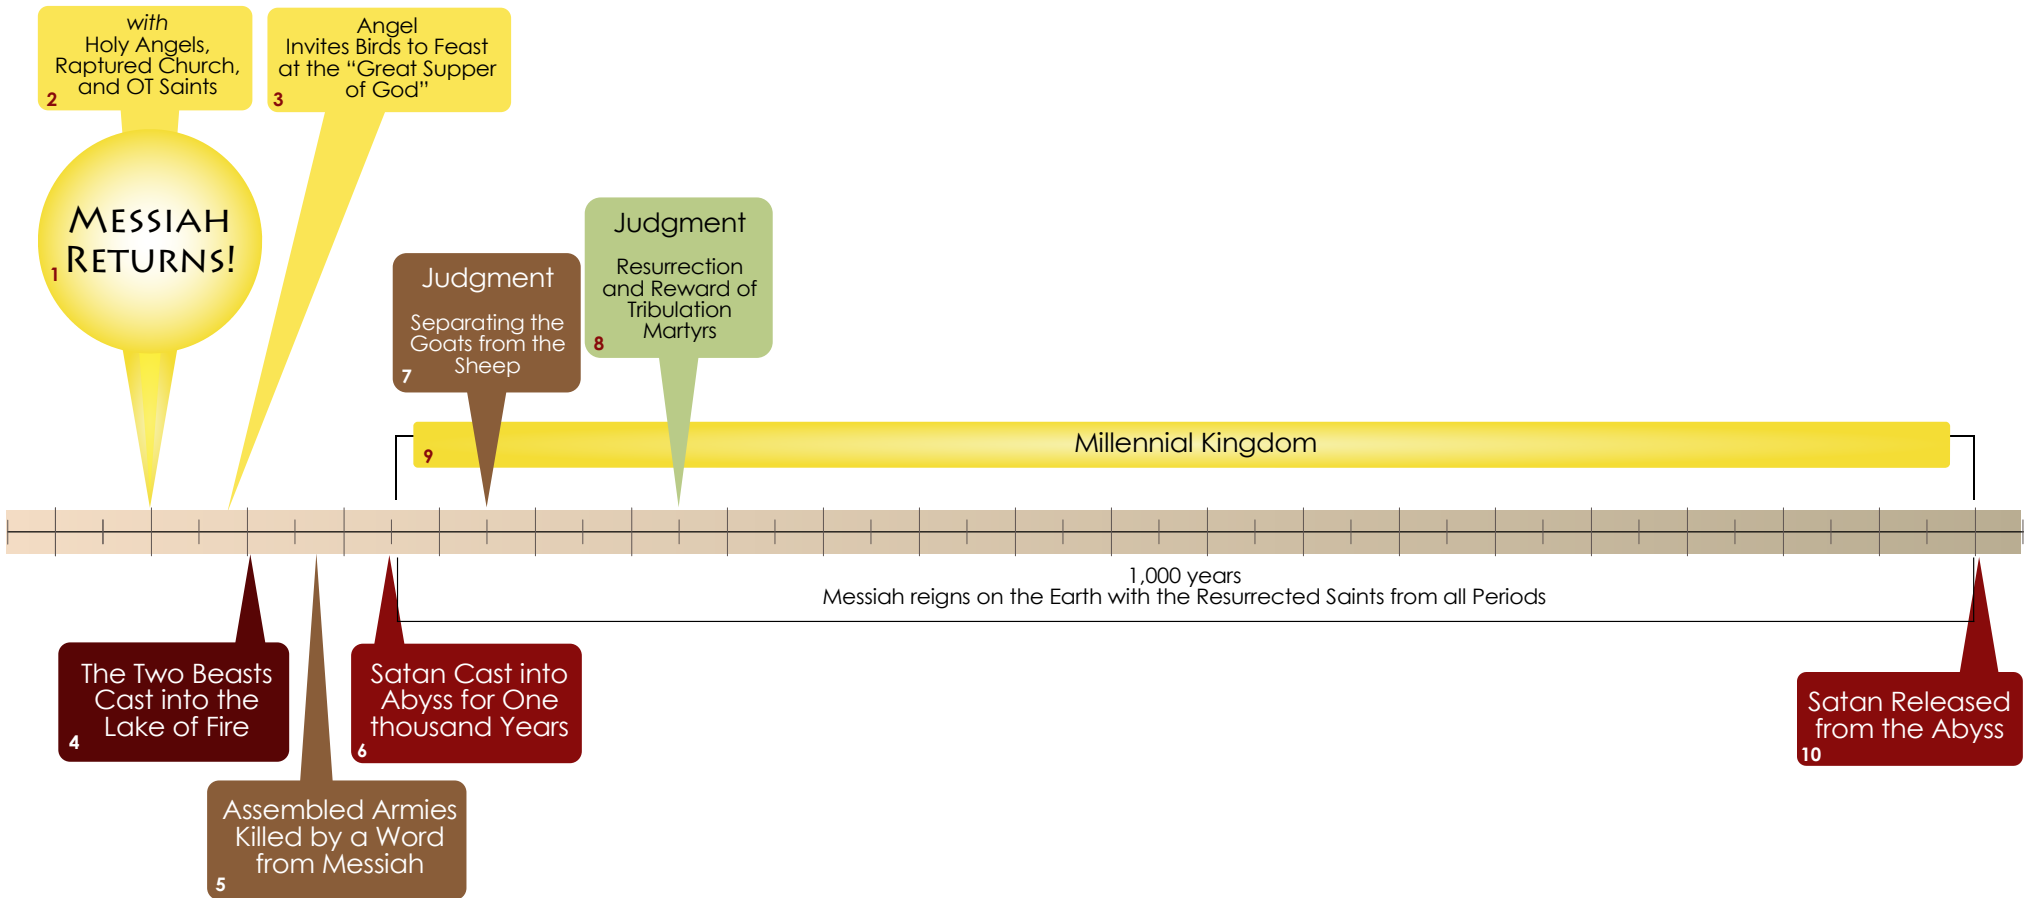 with
Holy Angels,
Raptured Church,
and OT Saints
2
Angel
Invites Birds to Feast
at the “Great Supper
of God”
3
Messiah
Returns!
1
Judgment
Separating the
Goats from the
Sheep
7
Judgment
Resurrection
and Reward of
Tribulation
Martyrs
8
Millennial Kingdom
9
1,000 years
Messiah reigns on the Earth with the Resurrected Saints from all Periods
The Two Beasts
Cast into the
Lake of Fire
4
Assembled Armies
Killed by a Word
from Messiah
5
Satan Cast into
Abyss for One
thousand Years
6
Satan Released
from the Abyss
10